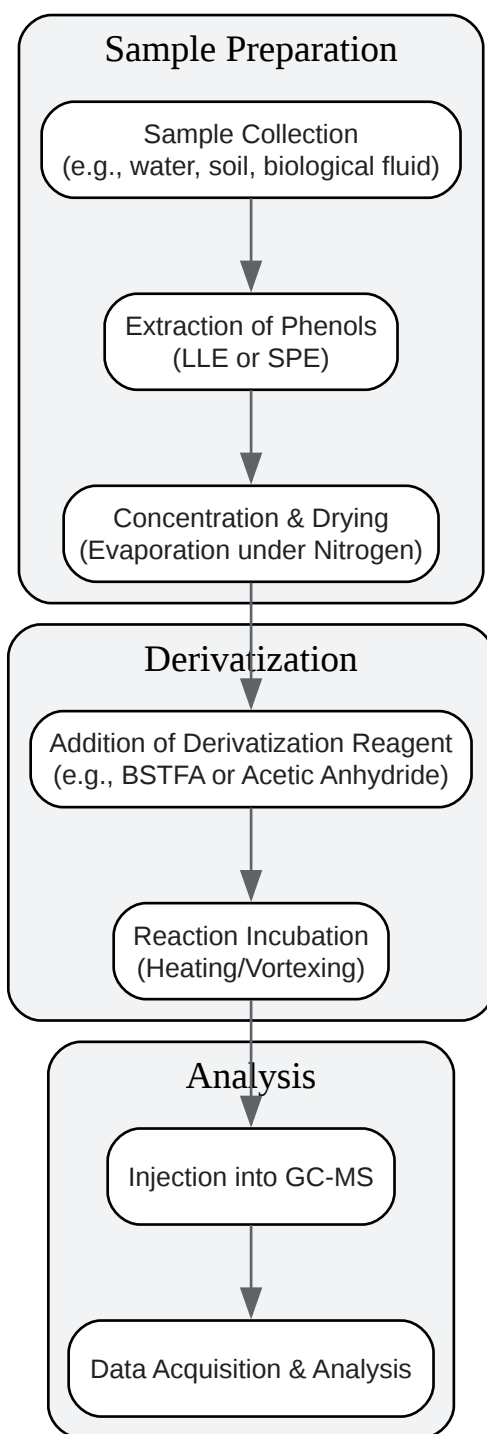 Sample Preparation
Sample Collection
(e.g., water, soil, biological fluid)
Extraction of Phenols
(LLE or SPE)
Concentration & Drying
(Evaporation under Nitrogen)
Derivatization
Addition of Derivatization Reagent
(e.g., BSTFA or Acetic Anhydride)
Reaction Incubation
(Heating/Vortexing)
Analysis
Injection into GC-MS
Data Acquisition & Analysis